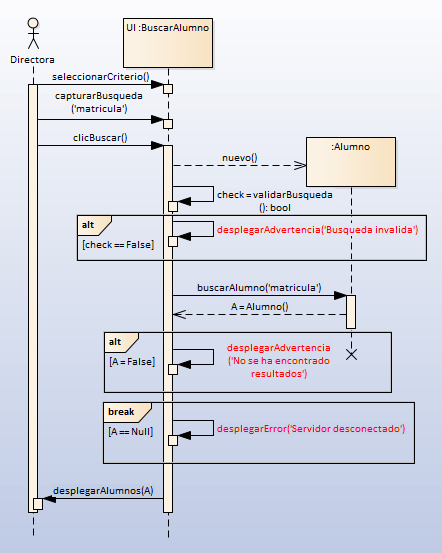 UI :BuscarAlumno
Directora
seleccionarCriterio()
capturarBusqueda
('matricula')
clicBuscar()
:Alumno
nuevo()
check = validarBusqueda
(): bool
alt
desplegarAdvertencia('Busqueda invalida')
[check == False]
buscarAlumno('matricula')
A = Alumno()
alt
desplegarAdvertencia
[A = False]
('No se ha encontrado
resultados')
break
[A == Null]
desplegarError('Servidor desconectado')
desplegarAlumnos(A)